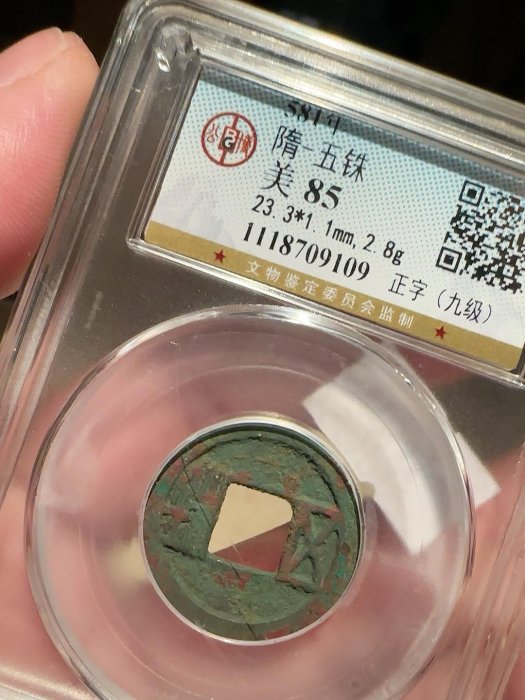 581年
隋·五铢
美 85
23.3*1.1mm,2.8g
1118709109
正字（九级）
★ 文物鉴定委员会监制 ★
五